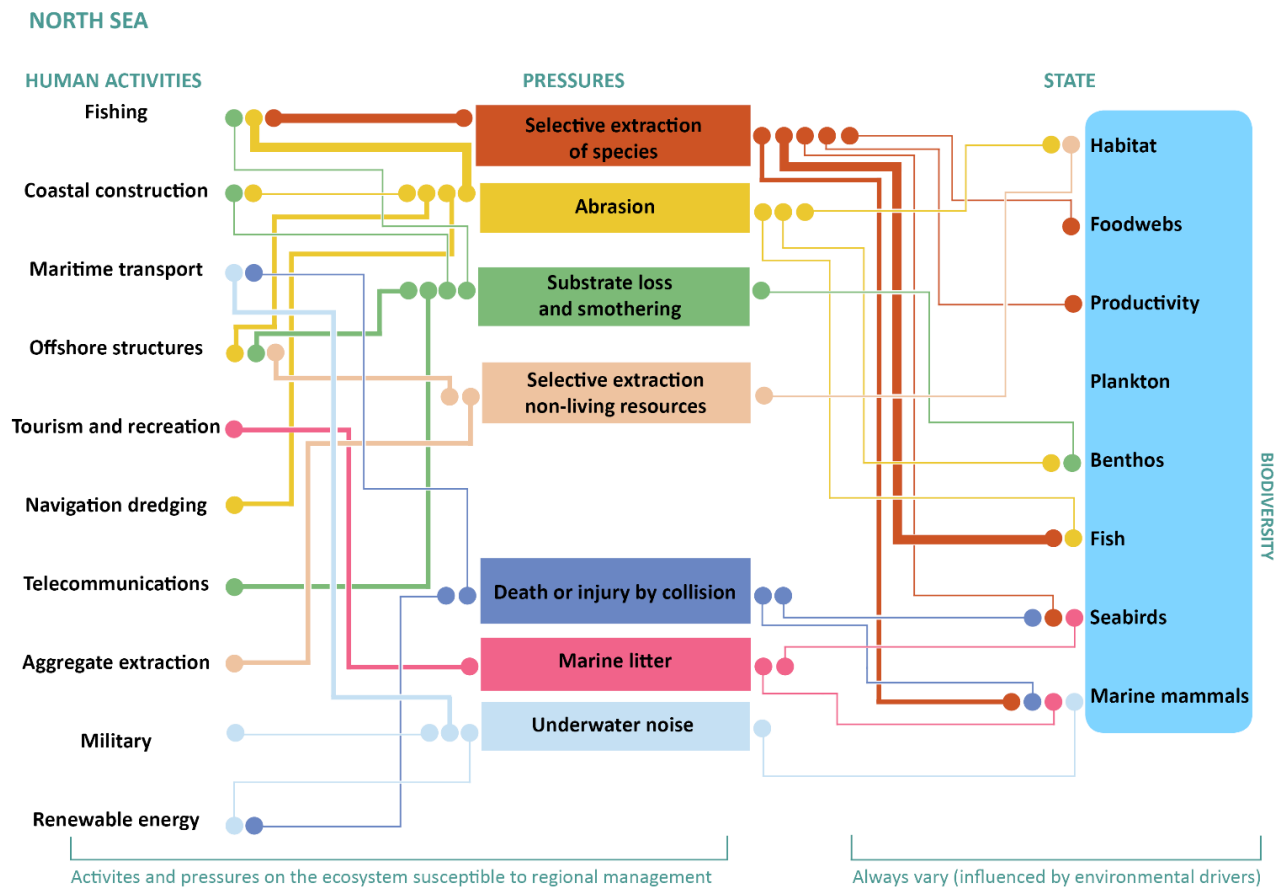 NORTH SEA
HUMAN ACTIVITIES
PRESSURES
STATE
Fishing
Coastal construction
Maritime transport
Offshore structures
Tourism and recreation
Navigation dredging
Telecommunications
Aggregate extraction
Military
Renewable energy
Selective extraction
of species
Abrasion
Substrate loss
and smothering
Selective extraction
non-living resources
Death or injury by collision
Marine litter
Underwater noise
Habitat
Foodwebs
Productivity
Plankton
Benthos
Fish
Seabirds
Marine mammals
BIODIVERSITY
Activites and pressures on the ecosystem susceptible to regional management
Always vary (influenced by environmental drivers)